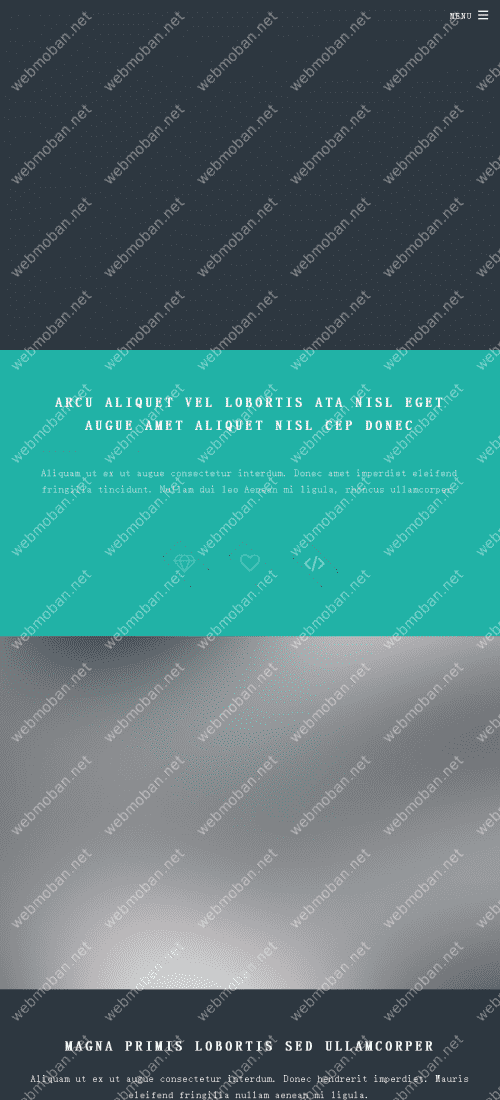 MENU
ARCU ALIQUET VEL LOBORTIS ATA NISL EGET
AUGUE AMET ALIQUET NISL CEP DONEC
Aliquam ut ex ut augue consectetur interdum. Donec amet imperdiet eleifend
fringilla tincidunt. Nullam dui leo Aenean mi ligula, rhoncus ullamcorper
MAGNA PRIMIS LOBORTIS SED ULLAMCORPER
Aliquam ut ex ut augue consectetur interdum. Donec hendrerit imperdiet. Mauris
eleifend fringilla nullam aenean mi ligula.
webmoban.net